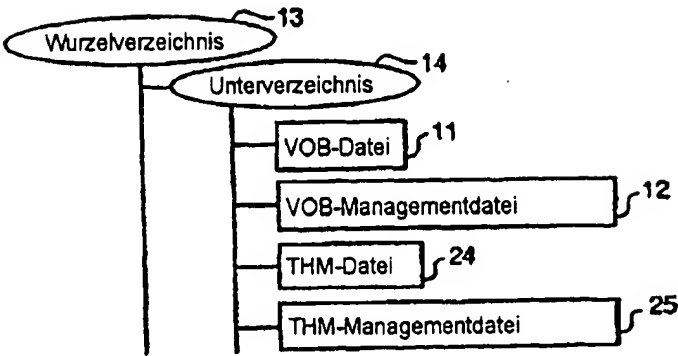 Wurzelverzeichnis 13
Unterverzeichnis 14
VOB-Datei 11
VOB-Managementdatei 12
THM-Datei 24
THM-Managementdatei 25